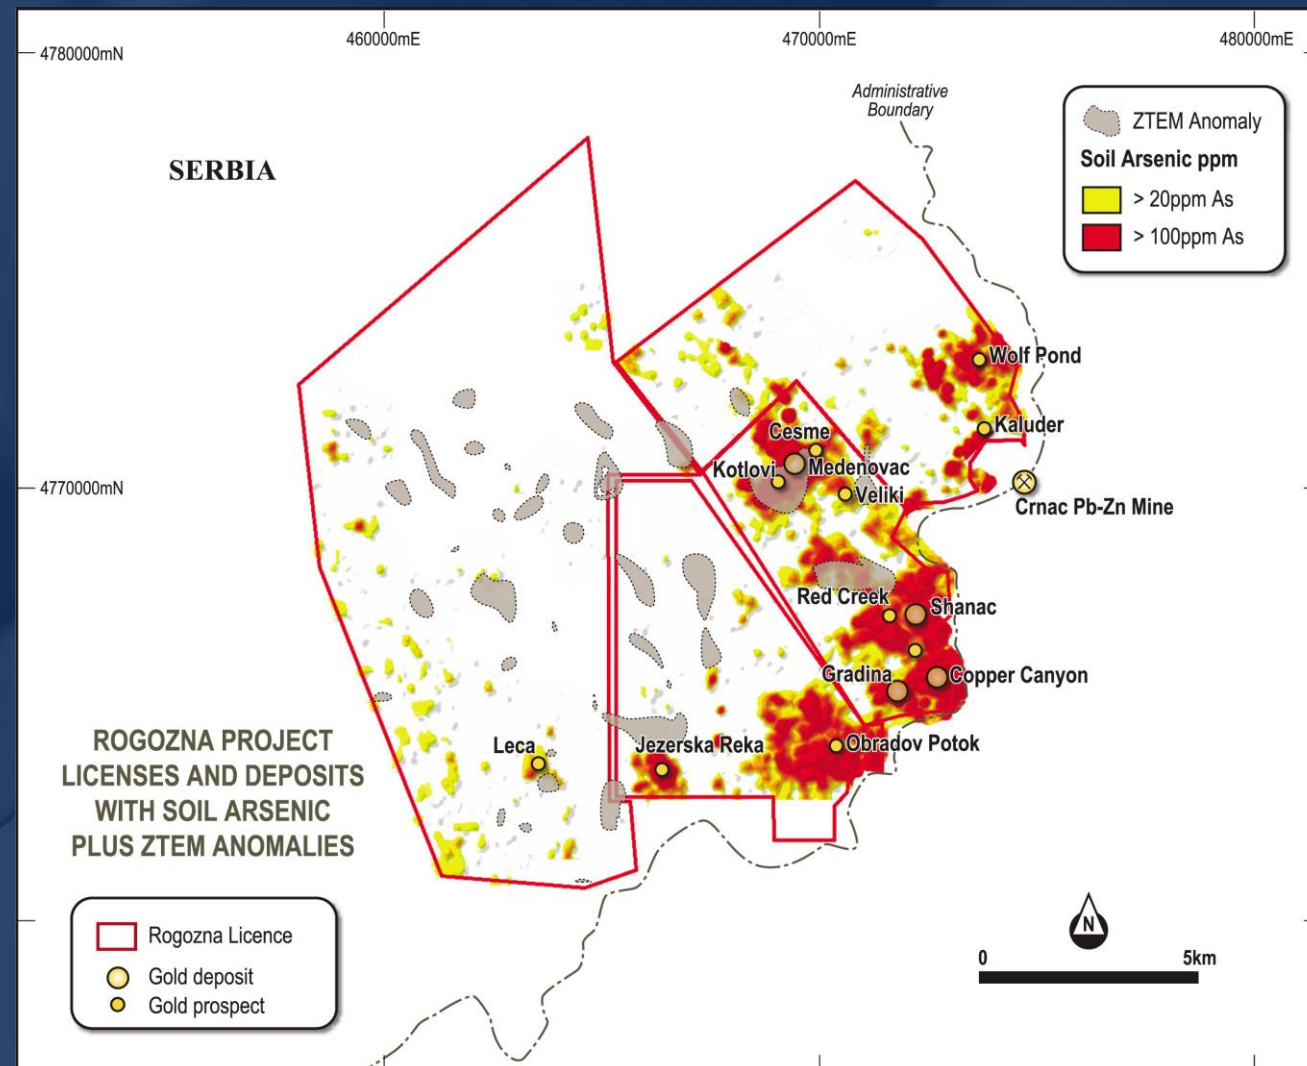 460000mE
470000mE
480000mE
4780000mN
Administrative
Boundary
ZTEM Anomaly
Soil Arsenic ppm
> 20ppm As
> 100ppm As
SERBIA
Wolf Pond
Kaluder
Cesme
Kotlovi
Medenovac
Veliki
4770000mN
Crnac Pb-Zn Mine
Red Creek
Shanac
Gradina
Copper Canyon
Leca
Jezerska Reka
Obradov Potok
ROGOZNA PROJECT
LICENSES AND DEPOSITS
WITH SOIL ARSENIC
PLUS ZTEM ANOMALIES
Rogozna Licence
Gold deposit
Gold prospect
N
0
5km